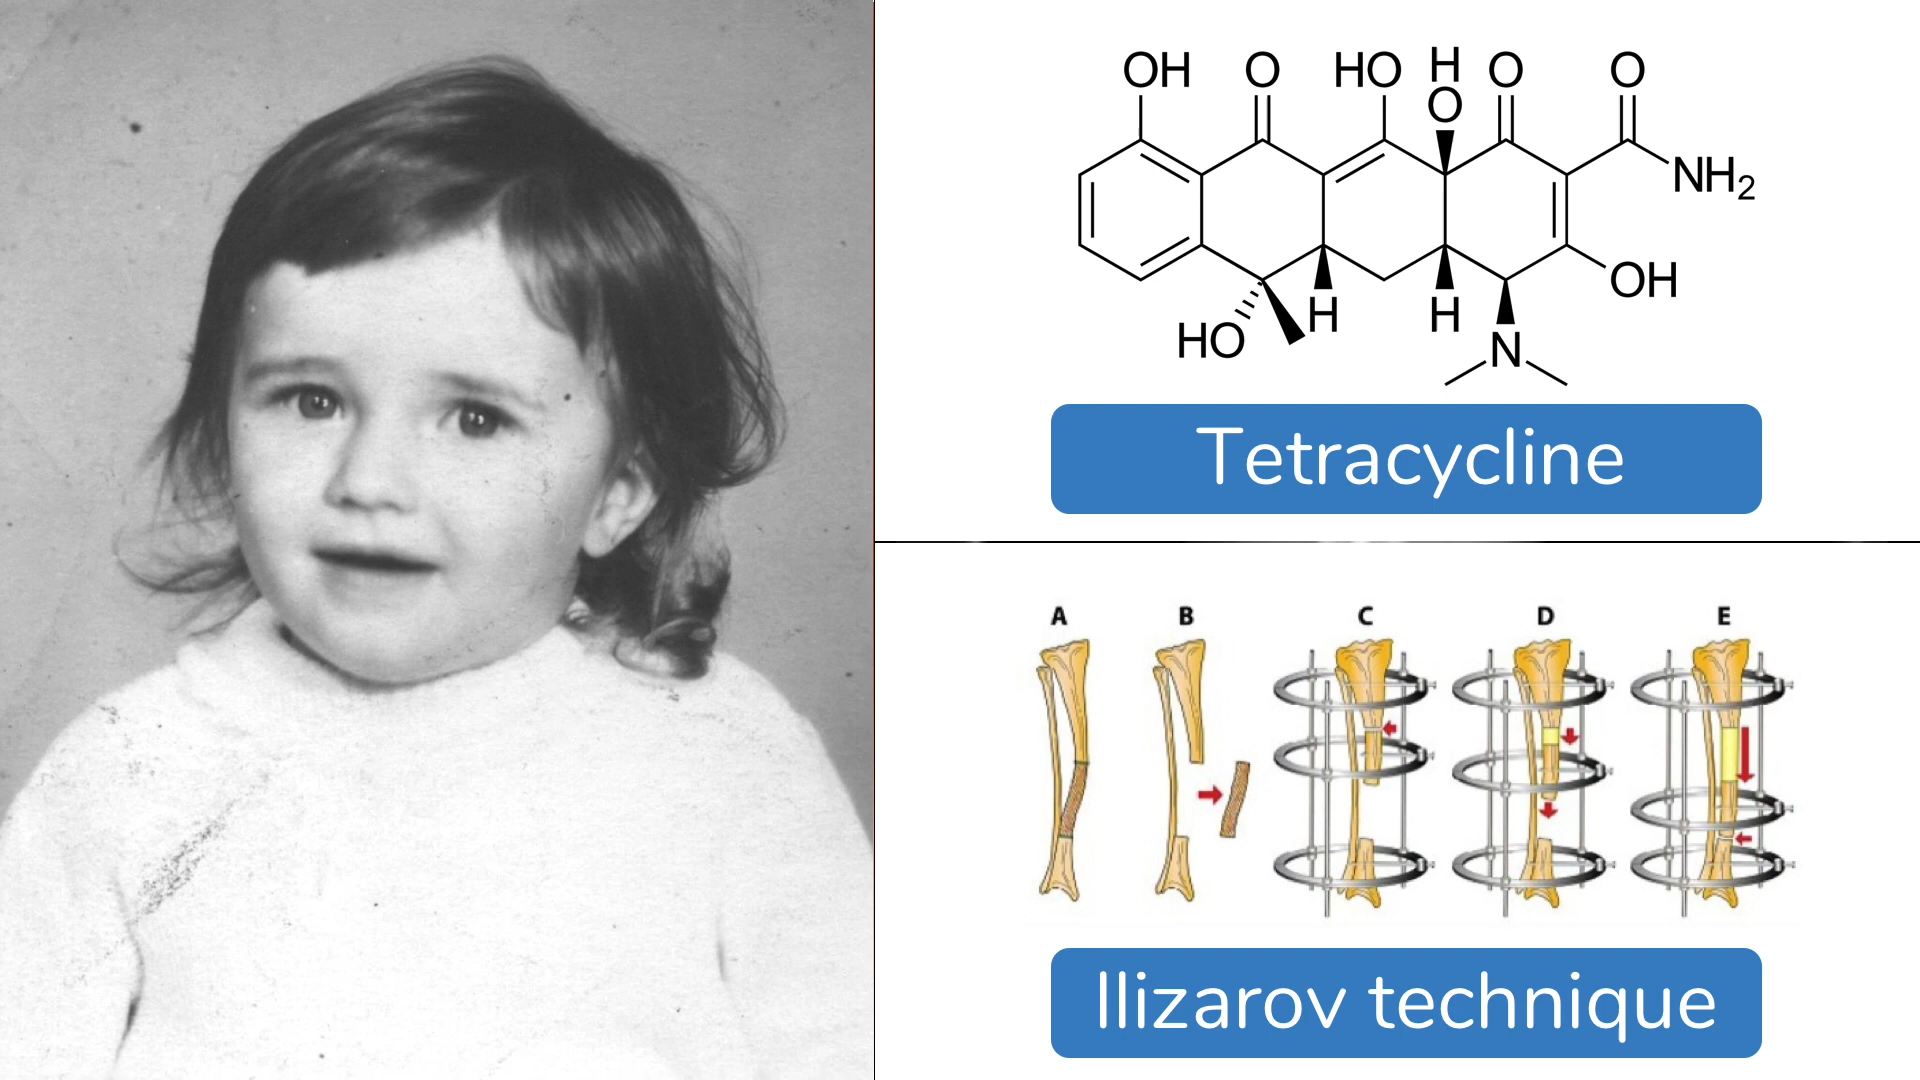 OH O HO H O O O
NH2
HO H H OH
N
Tetracycline
A B C D E
Ilizarov technique